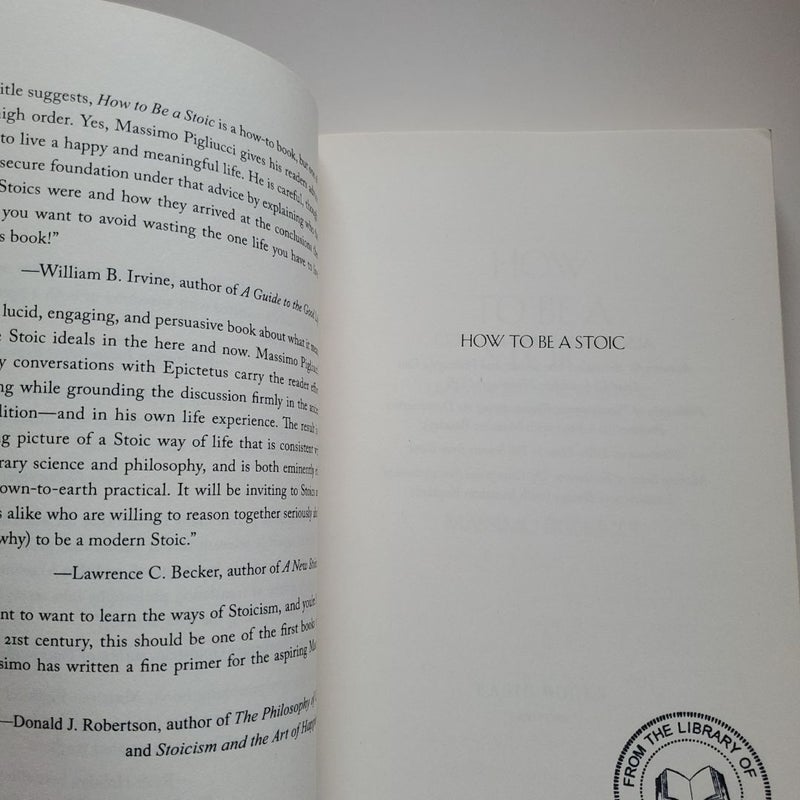 itle suggests, How to Be a Stoic is a how-to book, but
igh order. Yes, Massimo Pigliucci gives his readers
to live a happy and meaningful life. He is careful,
secure foundation under that advice by explaining who
Stoics were and how they arrived at the conclusions
you want to avoid wasting the one life you have to
s book!”
—William B. Irvine, author of A Guide to the Good
lucid, engaging, and persuasive book about what it
Stoic ideals in the here and now. Massimo
y conversations with Epictetus carry the reader
ng while grounding the discussion firmly in the
dition—and in his own life experience. The result
g picture of a Stoic way of life that is consistent
rary science and philosophy, and is both eminently
own-to-earth practical. It will be inviting to Stoics
s alike who are willing to reason together seriously
why) to be a modern Stoic.”
—Lawrence C. Becker, author of A New
nt to want to learn the ways of Stoicism, and
21st century, this should be one of the first
simo has written a fine primer for the aspiring
—Donald J. Robertson, author of The Philosophy
and Stoicism and the Art of
HOW TO BE A STOIC
FROM THE LIBRARY OF